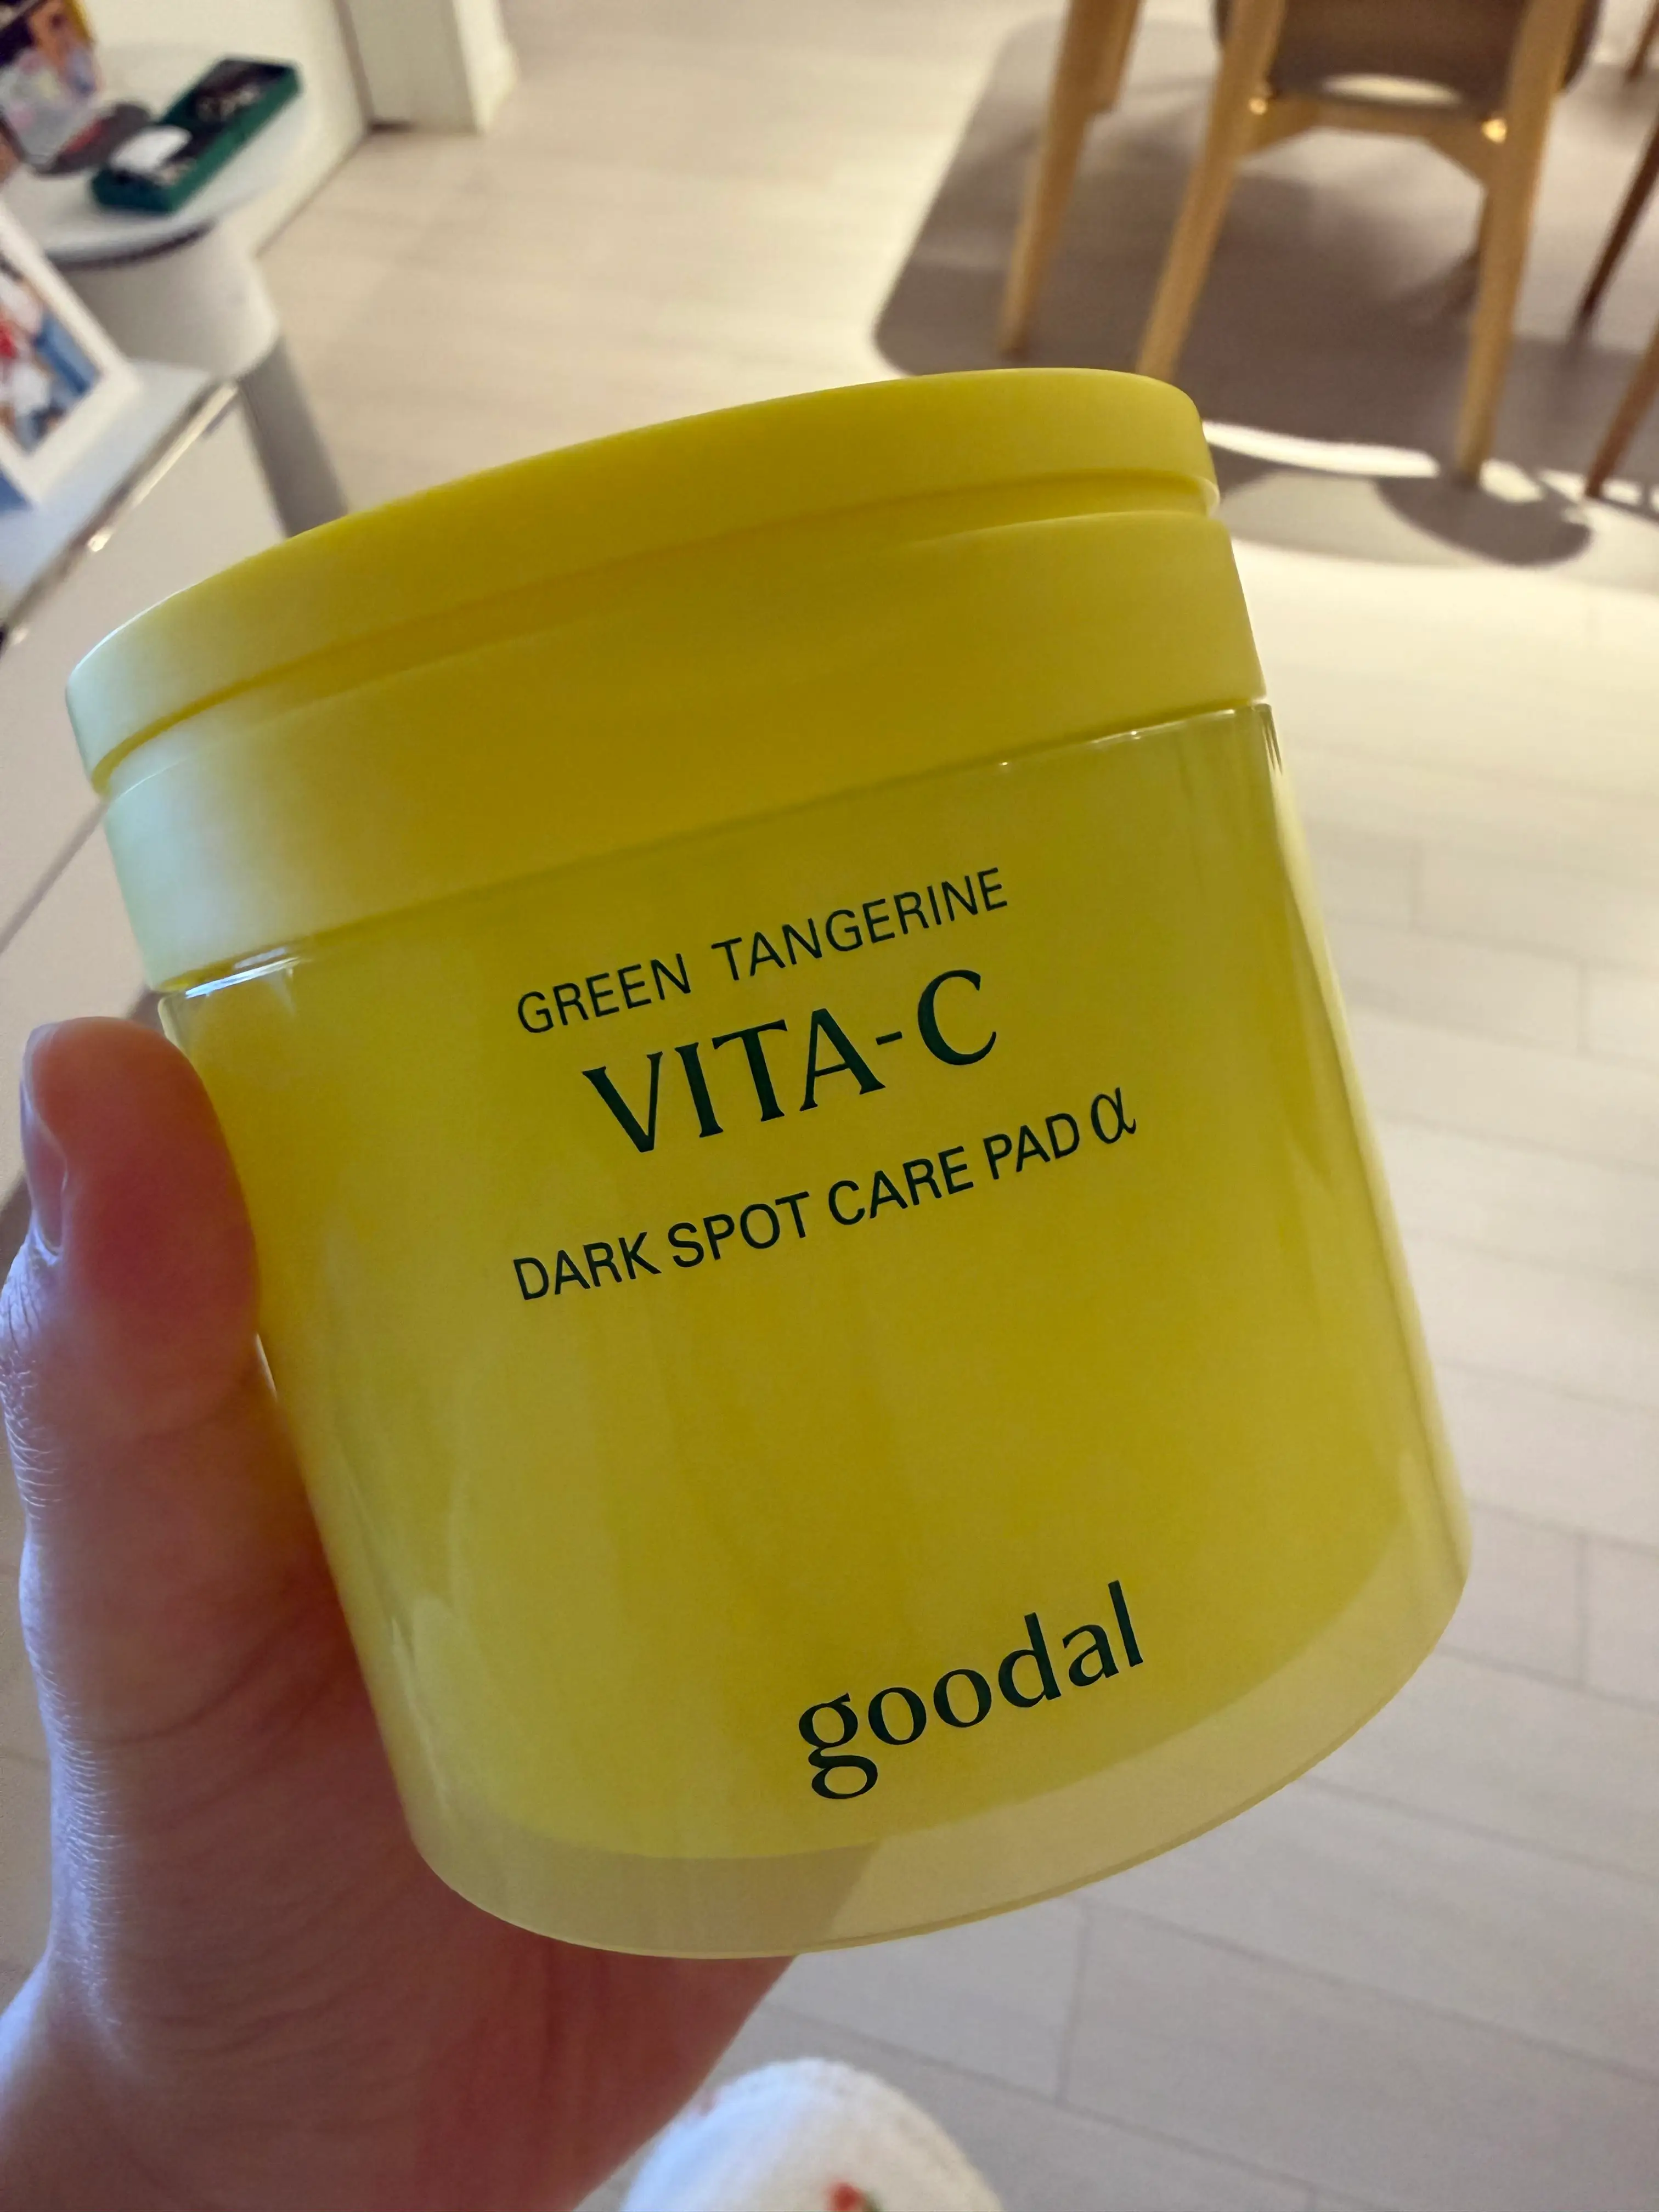 GREEN TANGERINE
VITA-C
DARK SPOT CARE PAD α
goodal